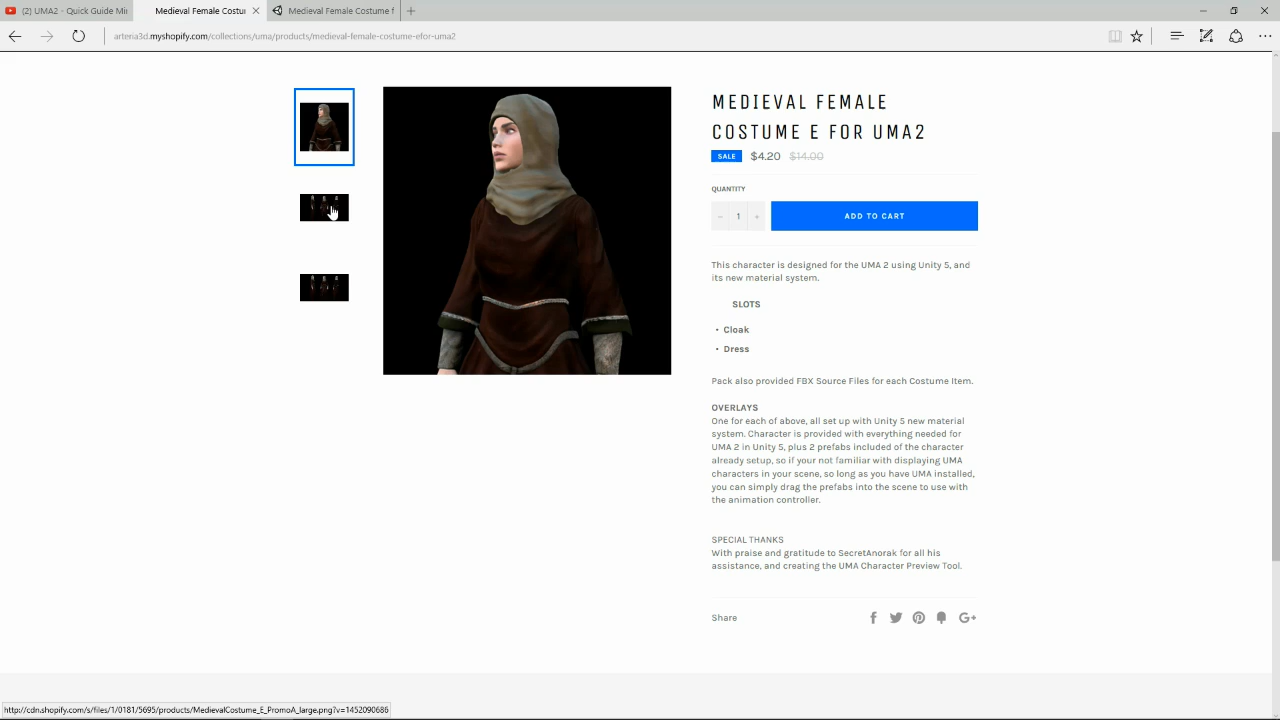 (2) UMA2 - Quick Guide Mii
Medieval Female Costu
Medieval Female Costume f
arteria3d.myshopify.com/collections/uma/products/medieval-female-costume-efor-uma2
MEDIEVAL FEMALE
COSTUME E FOR UMA2
SALE $4.20 $14.00
QUANTITY
− 1 + ADD TO CART
This character is designed for the UMA 2 using Unity 5, and
its new material system.
SLOTS
• Cloak
• Dress
Pack also provided FBX Source Files for each Costume Item.
OVERLAYS
One for each of above, all set up with Unity 5 new material
system. Character is provided with everything needed for
UMA 2 in Unity 5, plus 2 prefabs included of the character
already setup, so if your not familiar with displaying UMA
characters in your scene, so long as you have UMA installed,
you can simply drag the prefabs into the scene to use with
the animation controller.
SPECIAL THANKS
With praise and gratitude to SecretAnorak for all his
assistance, and creating the UMA Character Preview Tool.
Share
http://cdn.shopify.com/s/files/1/0181/5695/products/MedievalCostume_E_PromoA_large.png?v=1452090686